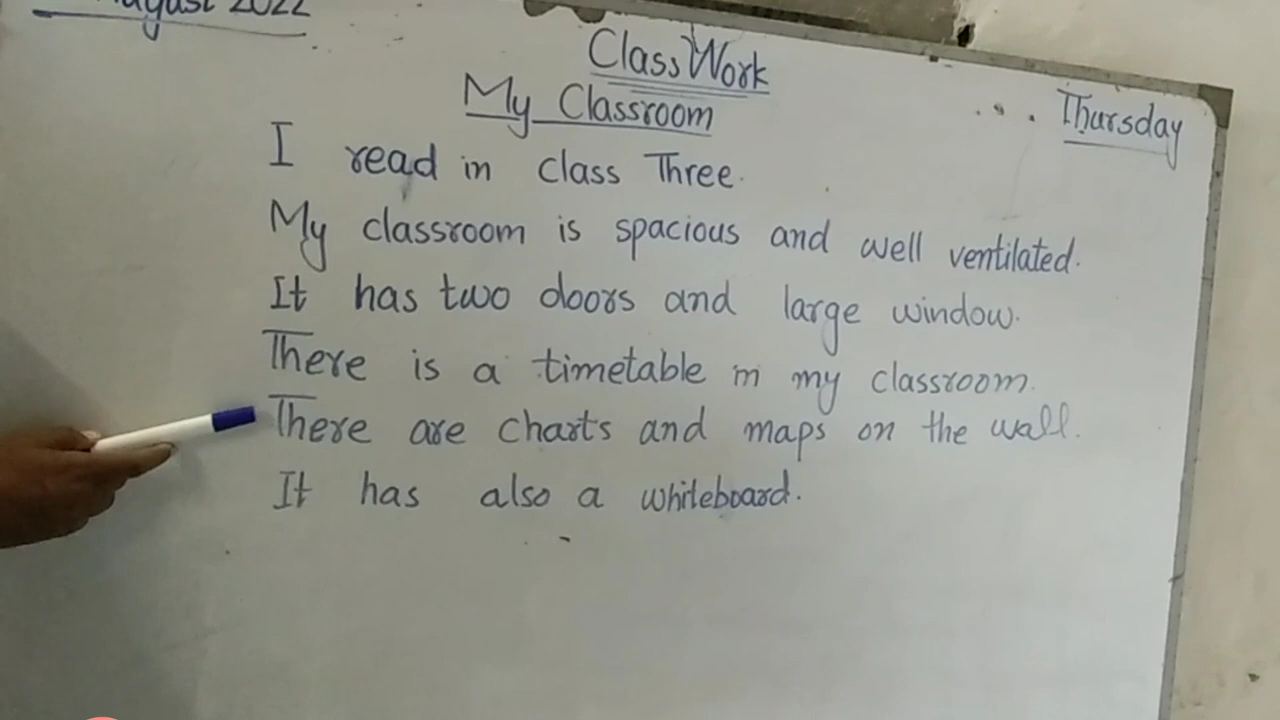 August 2022
Class Work
My Classroom
Thursday
I read in class Three.
My classroom is spacious and well ventilated.
It has two doors and large window.
There is a timetable in my classroom.
There are charts and maps on the wall.
It has also a whiteboard.